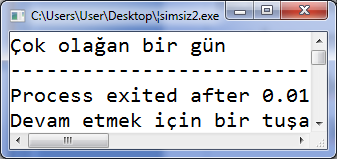 C:\Users\User\Desktop\¦simsiz2.exe
Çok olağan bir gün
-------------------------
Process exited after 0.01
Devam etmek için bir tuşa